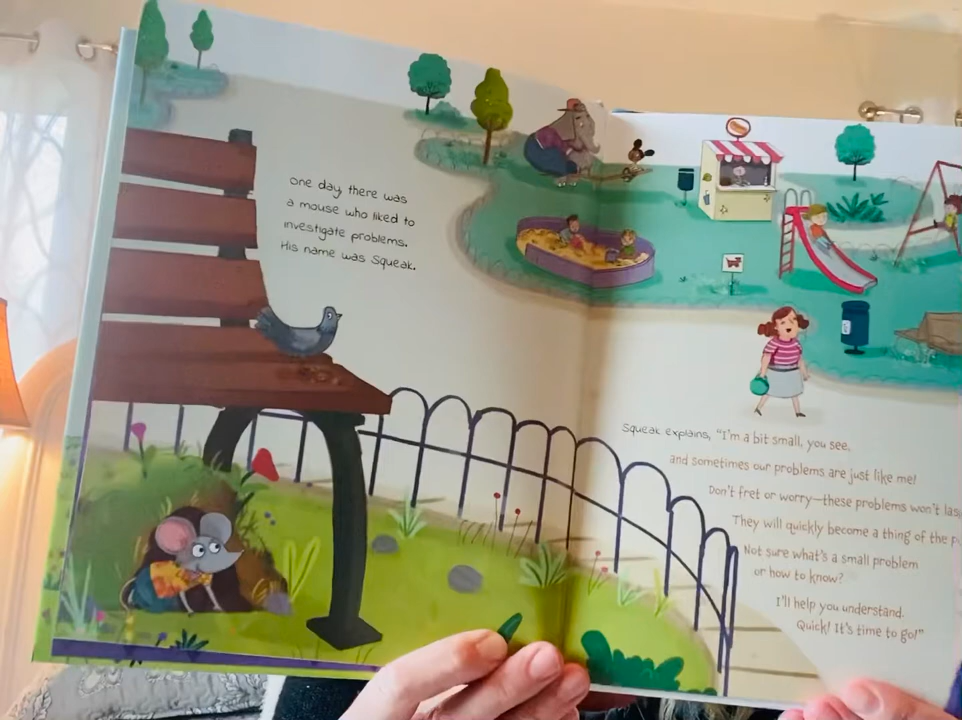 One day there was
a mouse who liked to
investigate problems.
His name was Squeak.
Squeak explains, "I'm a bit small, you see,
and sometimes our problems are just like me!
Don't fret or worry—these problems won't las
They will quickly become a thing of the p
Not sure what's a small problem
or how to know?
I'll help you understand.
Quick! It's time to go!"